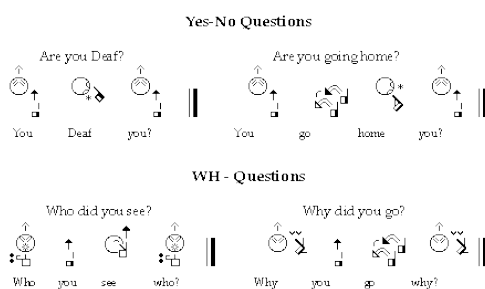 Yes-No Questions
Are you Deaf?
You Deaf you?
Are you going home?
You go home you?
WH - Questions
Who did you see?
Who you see who?
Why did you go?
Why you go why?